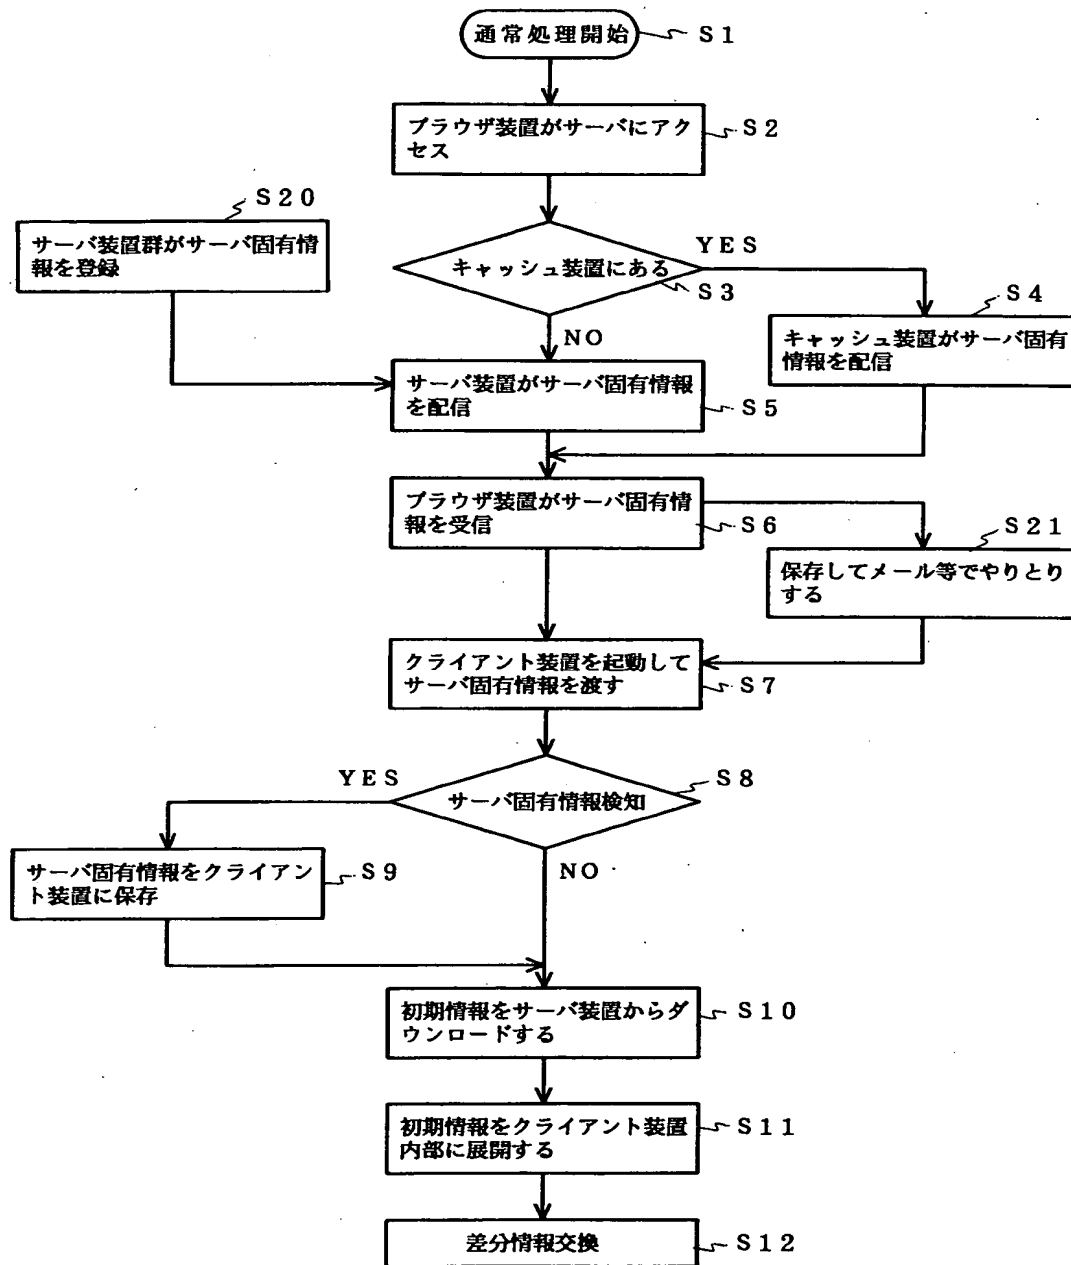 通常処理開始 S1
ブラウザ装置がサーバにアク
セス
S2
S20
サーバ装置群がサーバ固有情
報を登録
キャッシュ装置にある
YES
S3
NO
S4
キャッシュ装置がサーバ固有
情報を配信
サーバ装置がサーバ固有情報
を配信
S5
ブラウザ装置がサーバ固有情
報を受信
S6
S21
保存してメール等でやりとり
する
クライアント装置を起動して
サーバ固有情報を渡す
S7
YES
サーバ固有情報検知
S8
NO
サーバ固有情報をクライアン
ト装置に保存
S9
初期情報をサーバ装置からダ
ウンロードする
S10
初期情報をクライアント装置
内部に展開する
S11
差分情報交換
S12